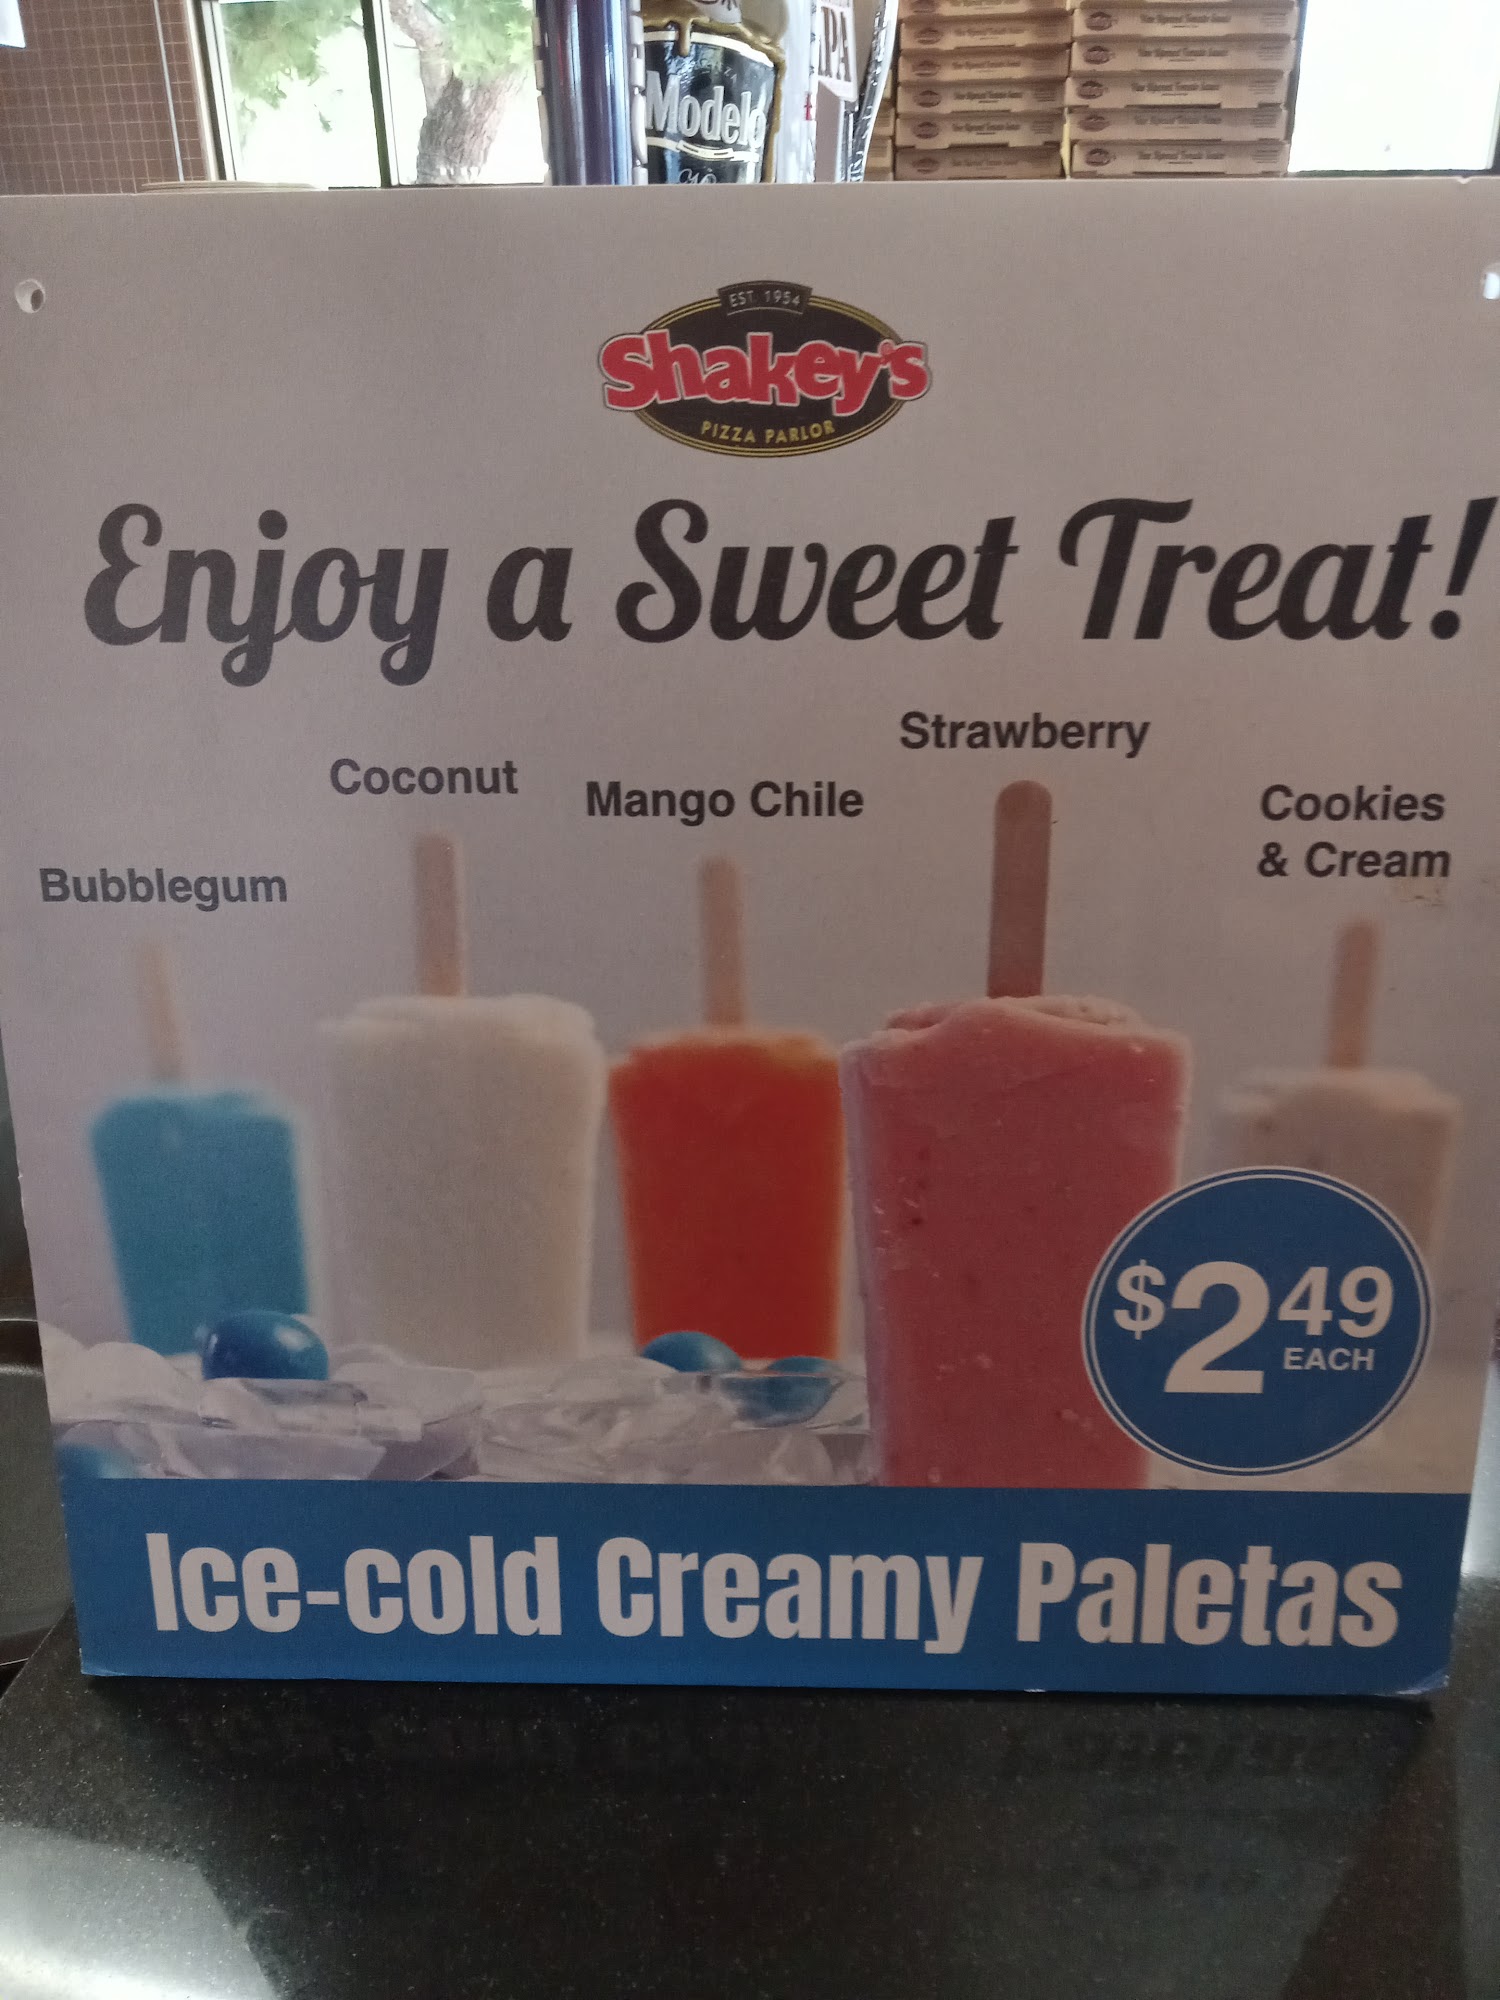 Modelo
IPA
EST. 1954
Shakey's
PIZZA PARLOR
Enjoy a Sweet Treat!
Strawberry
Coconut
Mango Chile
Cookies
& Cream
Bubblegum
$2.49
EACH
Ice-cold Creamy Paletas